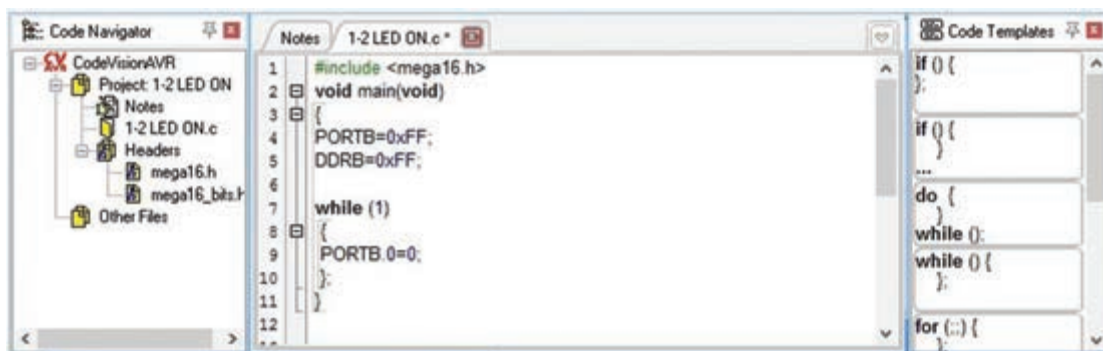 Code Navigator
CodeVisionAVR
Project: 1-2 LED ON
Notes
1-2 LED ON.c
Headers
mega16.h
mega16_bits.h
Other Files
Notes
1-2 LED ON.c *
1 #include <mega16.h>
2 void main(void)
3 {
4 PORTB=0xFF;
5 DDRB=0xFF;
6
7 while (1)
8 {
9 PORTB.0=0;
10 };
11 }
12
Code Templates
if () {
};
if () {
}
...
do {
}
while ();
while () {
};
for (;;) {
};